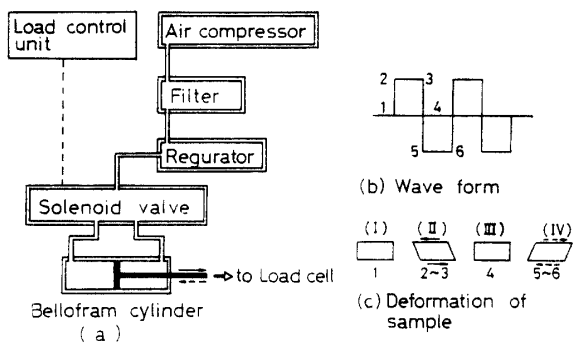 Load control
unit
Air compressor
Filter
Regurator
Solenoid valve
to Load cell
Bellofram cylinder
(a)
2 3
1 4
5 6
(b) Wave form
(I) (II) (III) (IV)
1 2~3 4 5~6
(c) Deformation of
sample